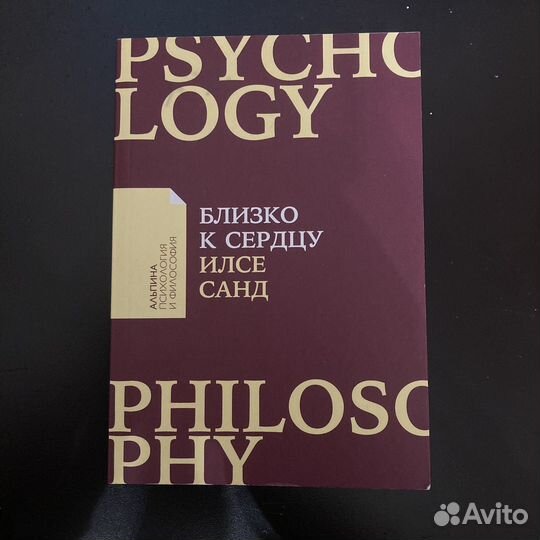 PSYCHO
LOGY
БЛИЗКО
К СЕРДЦУ
ИЛСЕ
САНД
АЛЬПИНА
ПСИХОЛОГИЯ
И ФИЛОСОФИЯ
PHILOSO
PHY
Avito